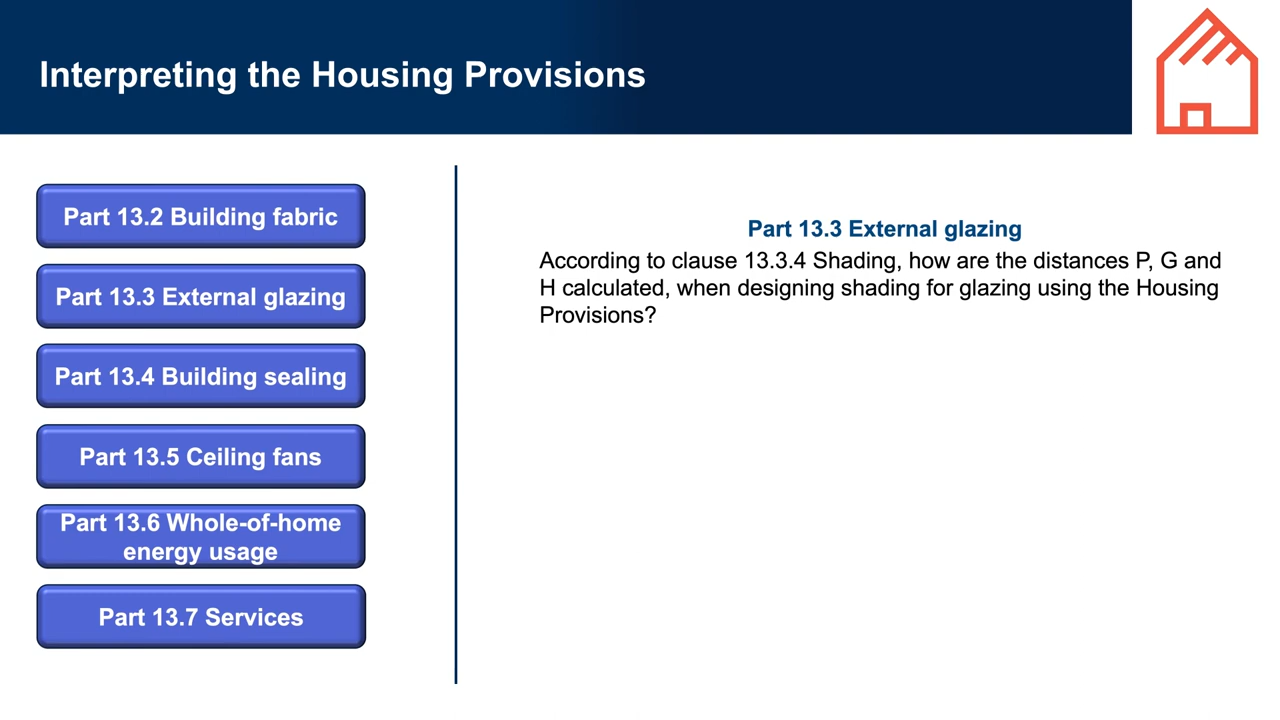 Interpreting the Housing Provisions
Part 13.2 Building fabric
Part 13.3 External glazing
Part 13.4 Building sealing
Part 13.5 Ceiling fans
Part 13.6 Whole-of-home
energy usage
Part 13.7 Services
Part 13.3 External glazing
According to clause 13.3.4 Shading, how are the distances P, G and
H calculated, when designing shading for glazing using the Housing
Provisions?